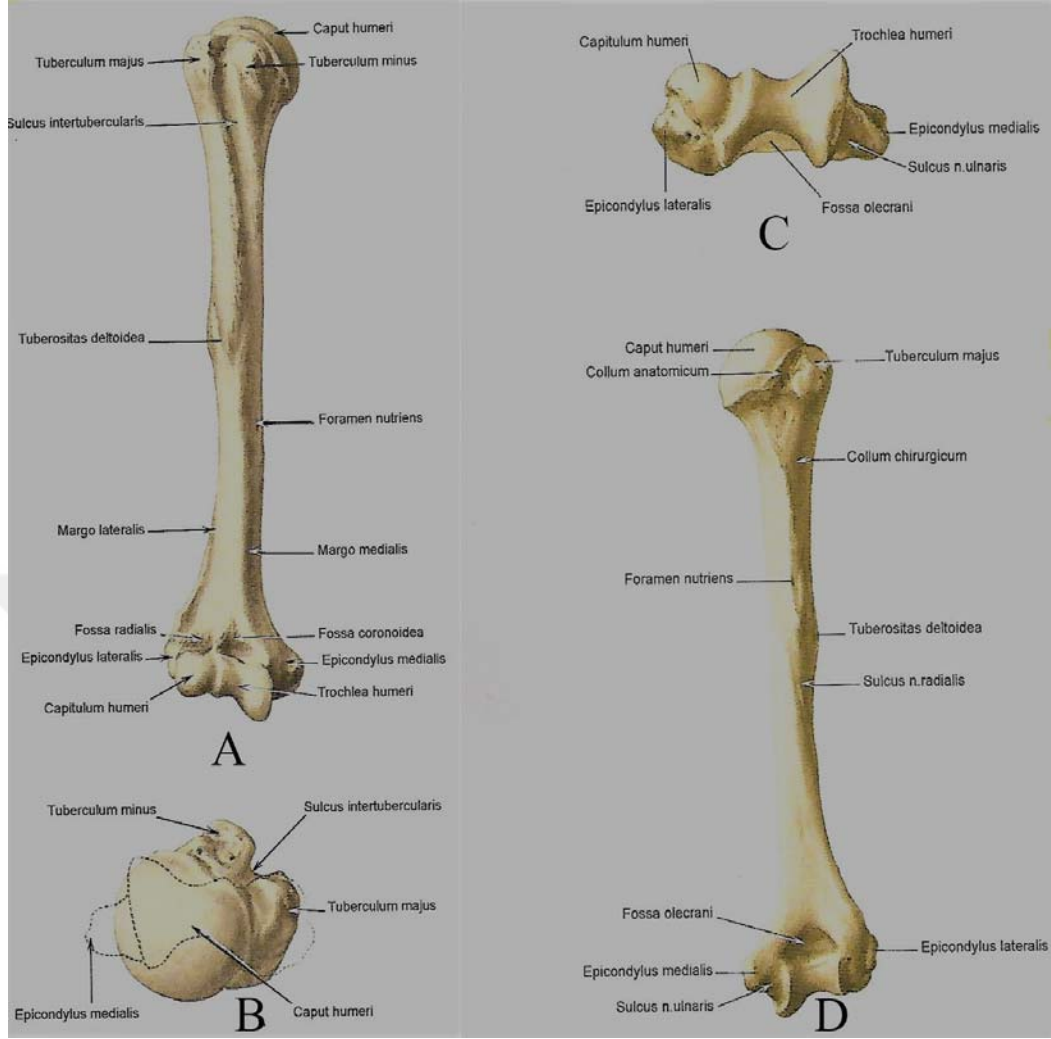 Caput humeri
Tuberculum majus
Tuberculum minus
Sulcus intertubercularis
Tuberositas deltoidea
Foramen nutriens
Margo lateralis
Margo medialis
Fossa radialis
Fossa coronoidea
Epicondylus lateralis
Epicondylus medialis
Capitulum humeri
Trochlea humeri
A
Tuberculum minus
Sulcus intertubercularis
Tuberculum majus
Epicondylus medialis
Caput humeri
B
Capitulum humeri
Trochlea humeri
Epicondylus medialis
Sulcus n.ulnaris
Epicondylus lateralis
Fossa olecrani
C
Caput humeri
Tuberculum majus
Collum anatomicum
Collum chirurgicum
Foramen nutriens
Tuberositas deltoidea
Sulcus n.radialis
Fossa olecrani
Epicondylus lateralis
Epicondylus medialis
Sulcus n.ulnaris
D